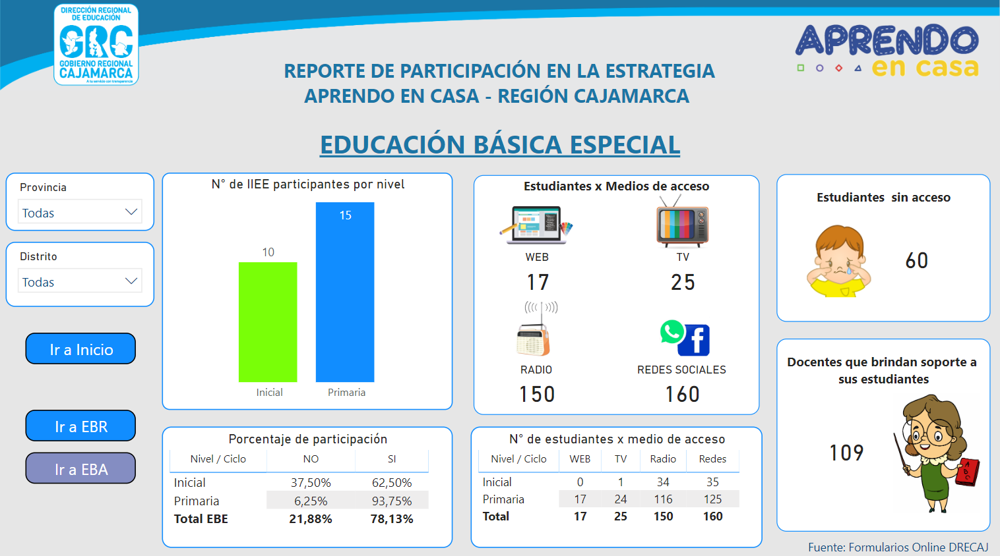 DIRECCIÓN REGIONAL
DE EDUCACIÓN
GRC
GOBIERNO REGIONAL
CAJAMARCA
A tu servicio con transparencia
APRENDO
en casa
REPORTE DE PARTICIPACIÓN EN LA ESTRATEGIA
APRENDO EN CASA - REGIÓN CAJAMARCA
EDUCACIÓN BÁSICA ESPECIAL
Provincia
Todas
Distrito
Todas
Ir a Inicio
Ir a EBR
Ir a EBA
N° de IIEE participantes por nivel
10
15
Inicial
Primaria
Porcentaje de participación
Nivel / Ciclo NO SI
Inicial 37,50% 62,50%
Primaria 6,25% 93,75%
Total EBE 21,88% 78,13%
Estudiantes x Medios de acceso
WEB
17
TV
25
RADIO
150
REDES SOCIALES
160
N° de estudiantes x medio de acceso
Nivel / Ciclo WEB TV Radio Redes
Inicial 0 1 34 35
Primaria 17 24 116 125
Total 17 25 150 160
Estudiantes sin acceso
60
Docentes que brindan soporte a
sus estudiantes
109
A
B
C
Fuente: Formularios Online DRECAJ